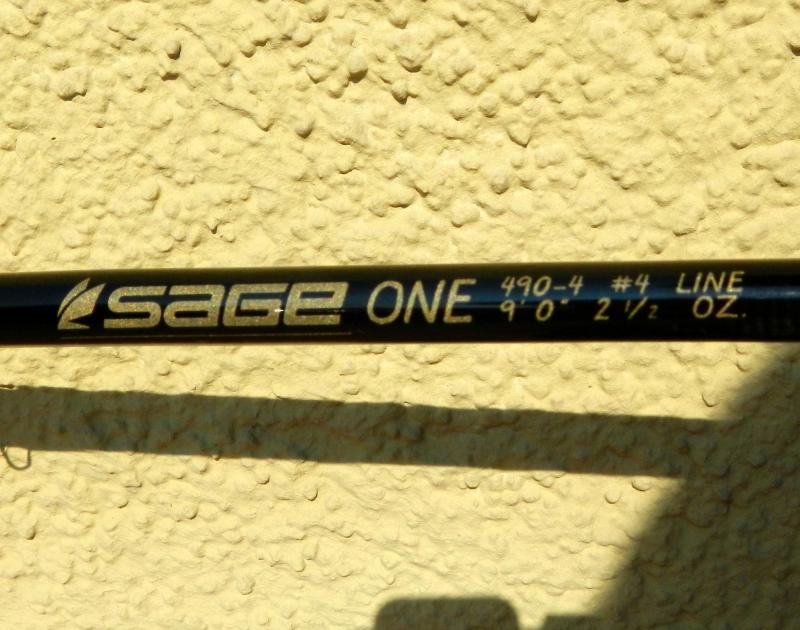 sage ONE 490-4 #4 LINE
9' 0" 2 1/2 OZ.